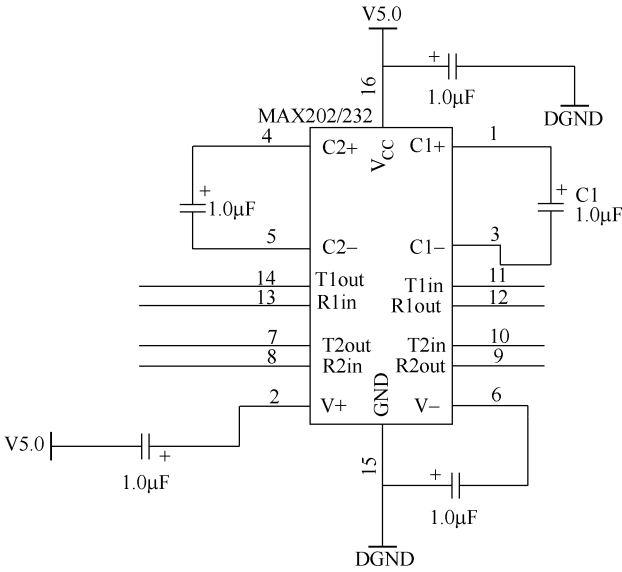 V5.0
16
+
1.0μF
DGND
MAX202/232
4
1
C2+
VCC
C1+
+
1.0μF
+
C1
1.0μF
5
3
C2−
C1−
14
T1out
T1in
11
13
R1in
R1out
12
7
T2out
T2in
10
8
R2in
R2out
9
2
V+
GND
V−
6
V5.0
+
1.0μF
15
+
1.0μF
DGND